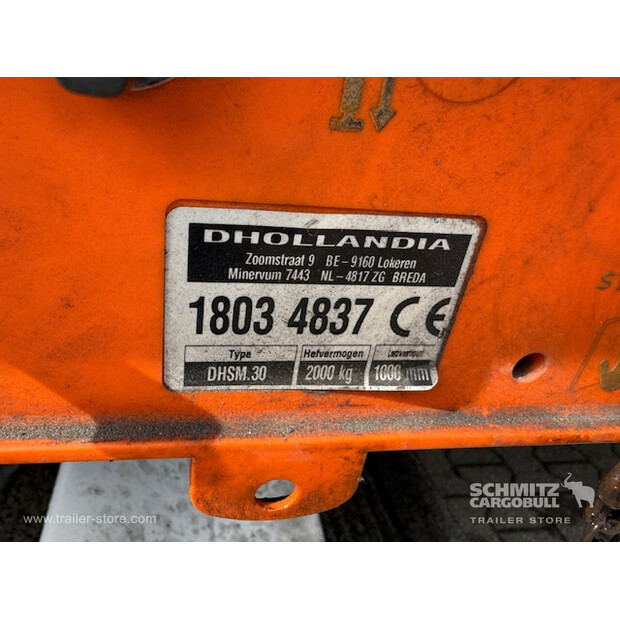 DHOLLANDIA
Zoomstraat 9 BE-9160 Lokeren
Minervum 7443 NL-4817 ZG BREDA
1803 4837 CE
Type Hefvermogen
DHSM.30 2000 kg 1000 mm
SCHMITZ
CARGOBULL
TRAILER STORE
www.trailer-store.com